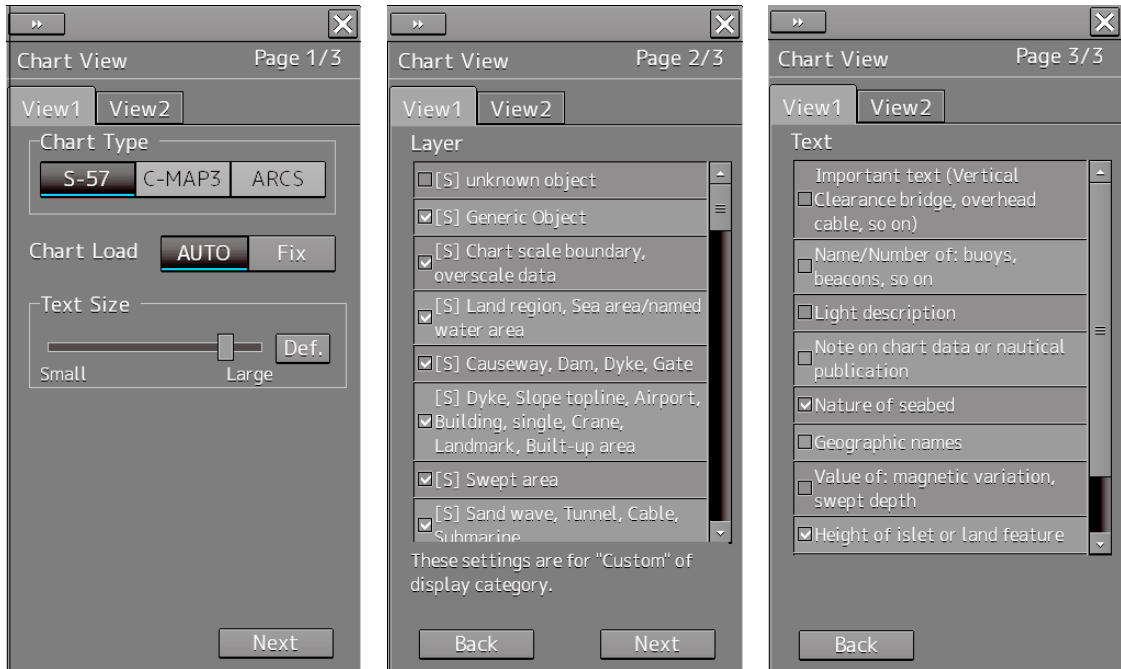 Chart View Page 1/3
View1 View2
Chart Type
S-57 C-MAP3 ARCS
Chart Load AUTO Fix
Text Size
Def.
Small Large
Next
Chart View Page 2/3
View1 View2
Layer
[S] unknown object
[S] Generic Object
[S] Chart scale boundary,
overscale data
[S] Land region, Sea area/named
water area
[S] Causeway, Dam, Dyke, Gate
[S] Dyke, Slope topline, Airport,
Building, single, Crane,
Landmark, Built-up area
[S] Swept area
[S] Sand wave, Tunnel, Cable,
Submarine
These settings are for "Custom" of
display category.
Back Next
Chart View Page 3/3
View1 View2
Text
Important text (Vertical
Clearance bridge, overhead
cable, so on)
Name/Number of: buoys,
beacons, so on
Light description
Note on chart data or nautical
publication
Nature of seabed
Geographic names
Value of: magnetic variation,
swept depth
Height of islet or land feature
Back